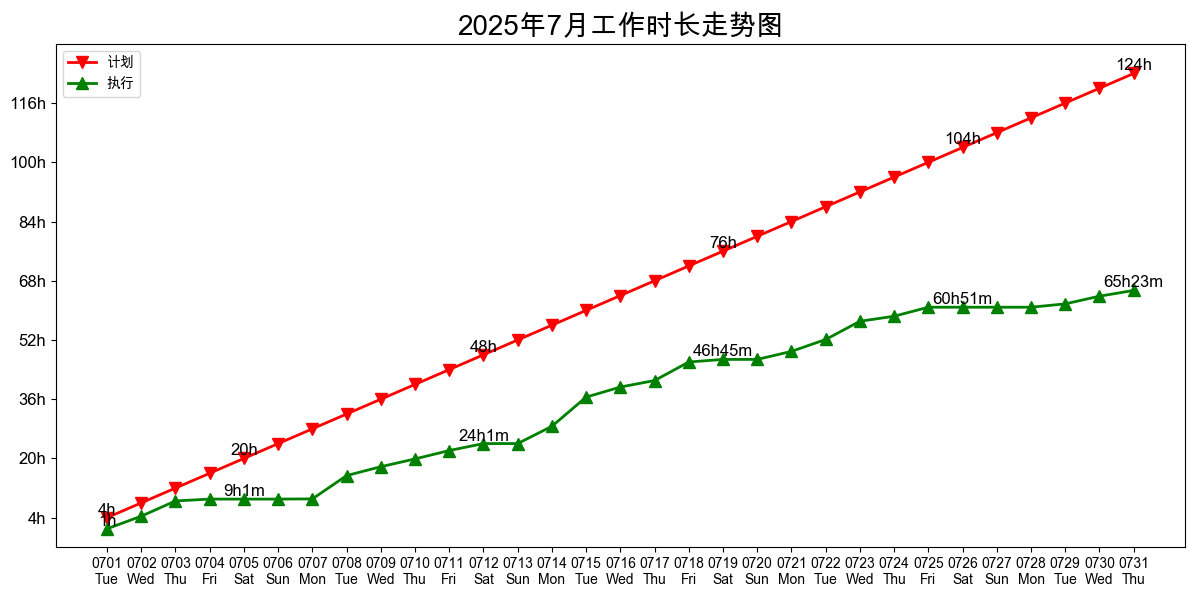 2025年7月工作时长走势图
计划
执行
116h
100h
84h
68h
52h
36h
20h
4h
124h
104h
76h
48h
20h
4h
65h23m
60h51m
46h45m
24h1m
9h1m
1h
0701 0702 0703 0704 0705 0706 0707 0708 0709 0710 0711 0712 0713 0714 0715 0716 0717 0718 0719 0720 0721 0722 0723 0724 0725 0726 0727 0728 0729 0730 0731
Tue Wed Thu Fri Sat Sun Mon Tue Wed Thu Fri Sat Sun Mon Tue Wed Thu Fri Sat Sun Mon Tue Wed Thu Fri Sat Sun Mon Tue Wed Thu